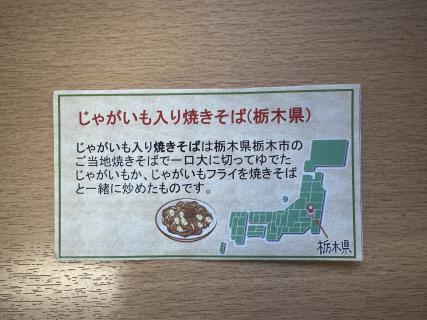 じゃがいも入り焼きそば(栃木県)
じゃがいも入り焼きそばは栃木県栃木市の
ご当地焼きそばで一口大に切ってゆでた
じゃがいもか、じゃがいもフライを焼きそば
と一緒に炒めたものです。
栃木県